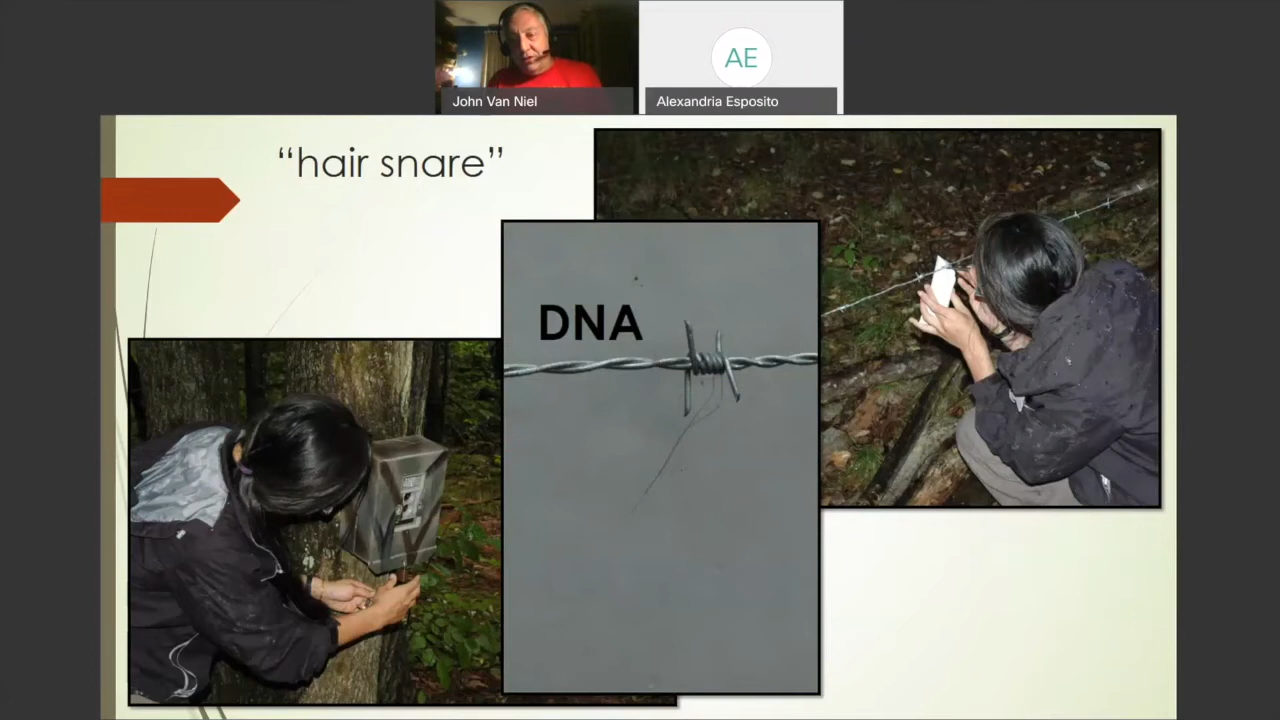 AE
John Van Niel
Alexandria Esposito
“hair snare”
DNA